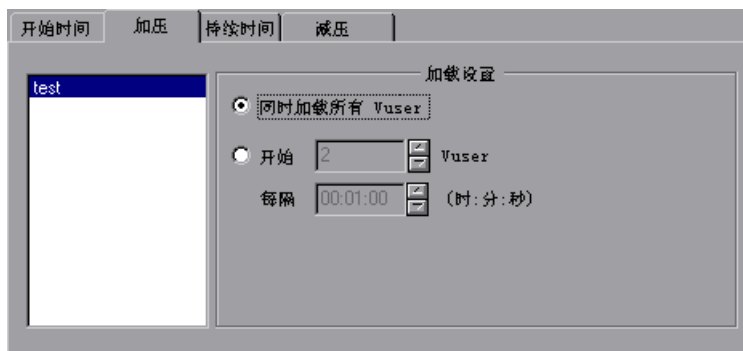 开始时间 加压 持续时间 减压
test
加载设置
同时加载所有 Vuser
开始 2 Vuser
每隔 00:01:00 (时:分:秒)